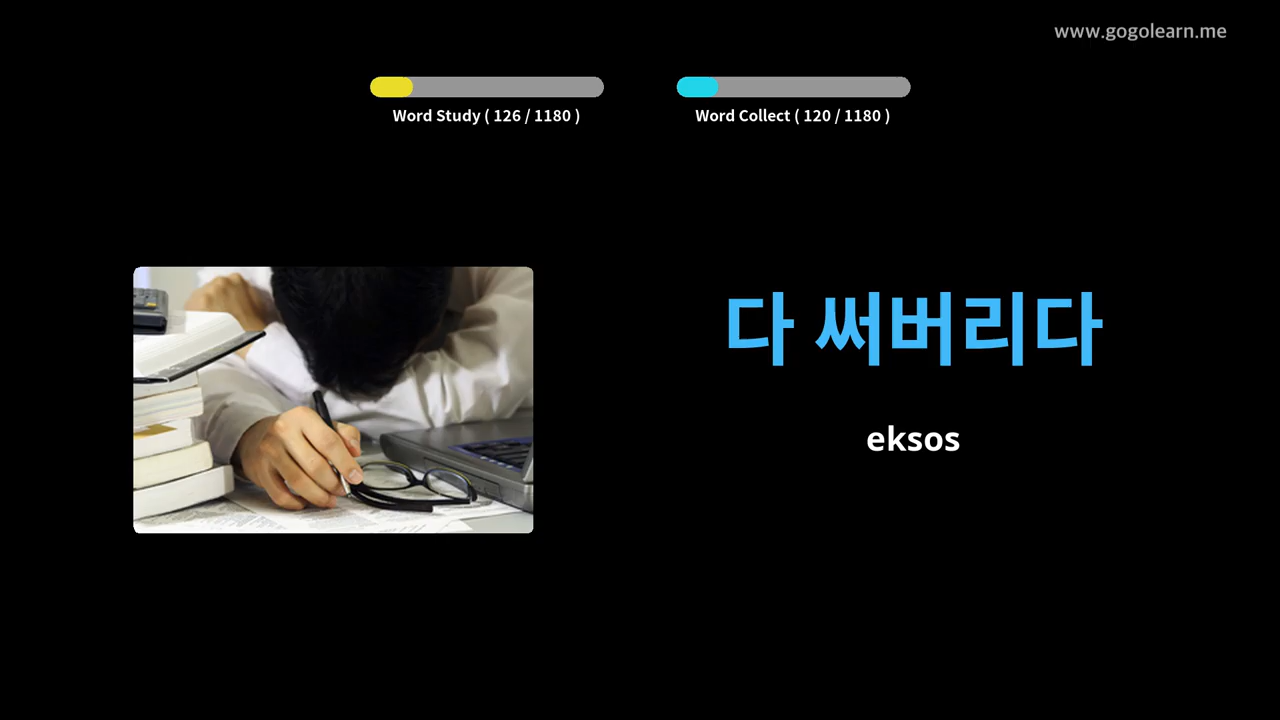 www.gogolearn.me
Word Study ( 126 / 1180 )
Word Collect ( 120 / 1180 )
다 써버리다
eksos